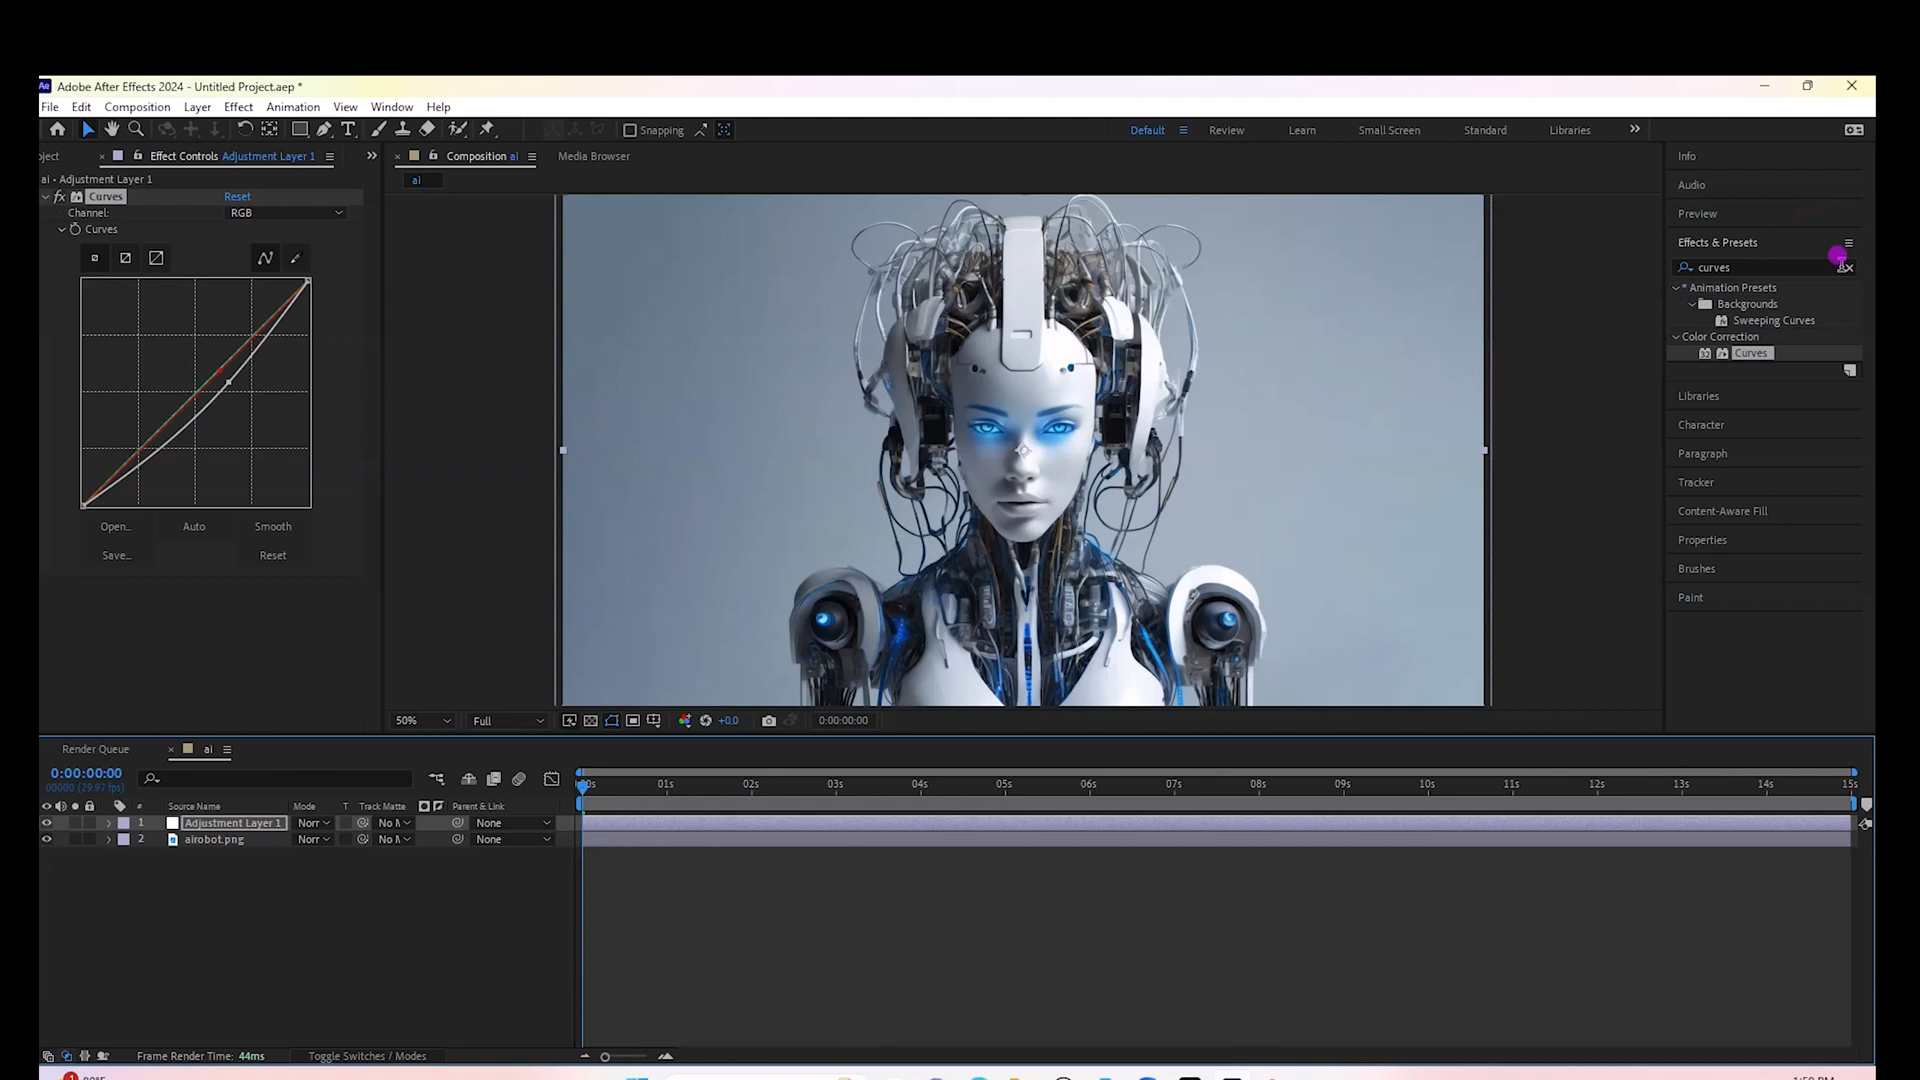 Ae Adobe After Effects 2024 - Untitled Project.aep *
File Edit Composition Layer Effect Animation View Window Help
Snapping Default Review Learn Small Screen Standard Libraries
oject Effect Controls Adjustment Layer 1
Composition ai Media Browser
ai - Adjustment Layer 1
ai
fx Curves Reset
Channel: RGB
Curves
Open... Auto Smooth
Save... Reset
Info
Audio
Preview
Effects & Presets
curves
* Animation Presets
Backgrounds
Sweeping Curves
Color Correction
32 Curves
Libraries
Character
Paragraph
Tracker
Content-Aware Fill
Properties
Brushes
Paint
50% Full +0.0 0:00:00:00
Render Queue ai
0:00:00:00
00000 (29.97 fps)
:00s 01s 02s 03s 04s 05s 06s 07s 08s 09s 10s 11s 12s 13s 14s 15s
# Source Name Mode T Track Matte Parent & Link
1 Adjustment Layer 1 Norr No M None
2 airobot.png Norr No M None
Frame Render Time: 44ms Toggle Switches / Modes
1